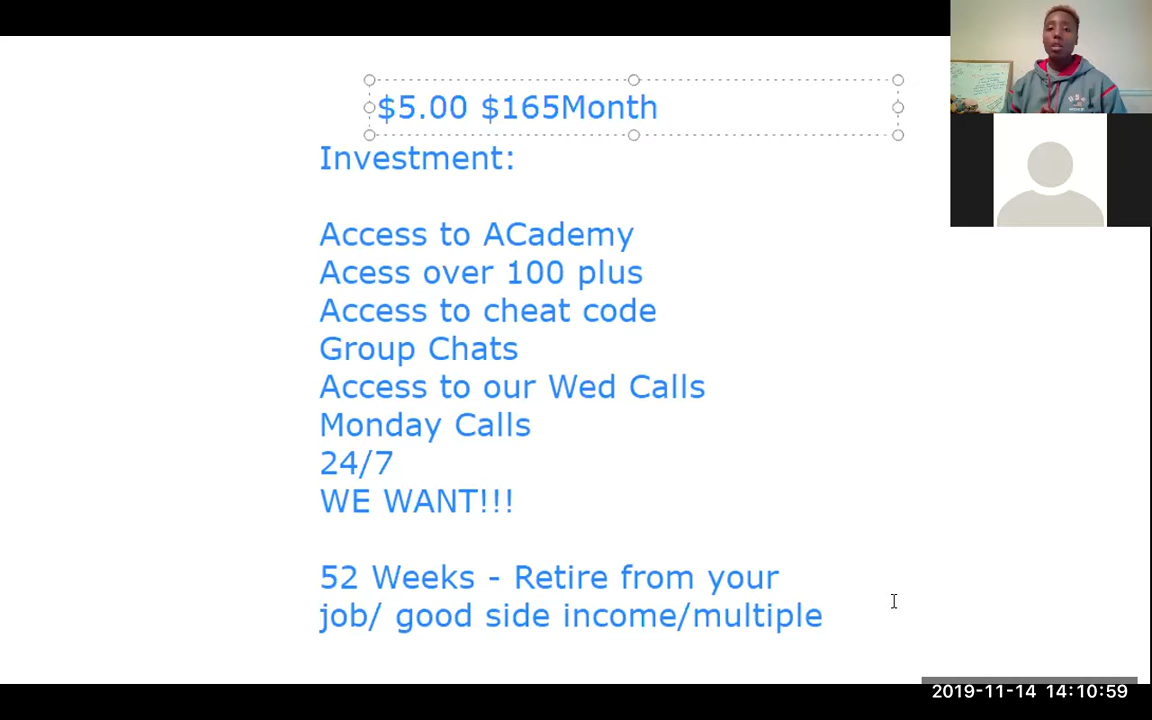 $5.00 $165Month
Investment:
Access to ACademy
Acess over 100 plus
Access to cheat code
Group Chats
Access to our Wed Calls
Monday Calls
24/7
WE WANT!!!
52 Weeks - Retire from your
job/ good side income/multiple
2019-11-14 14:10:59